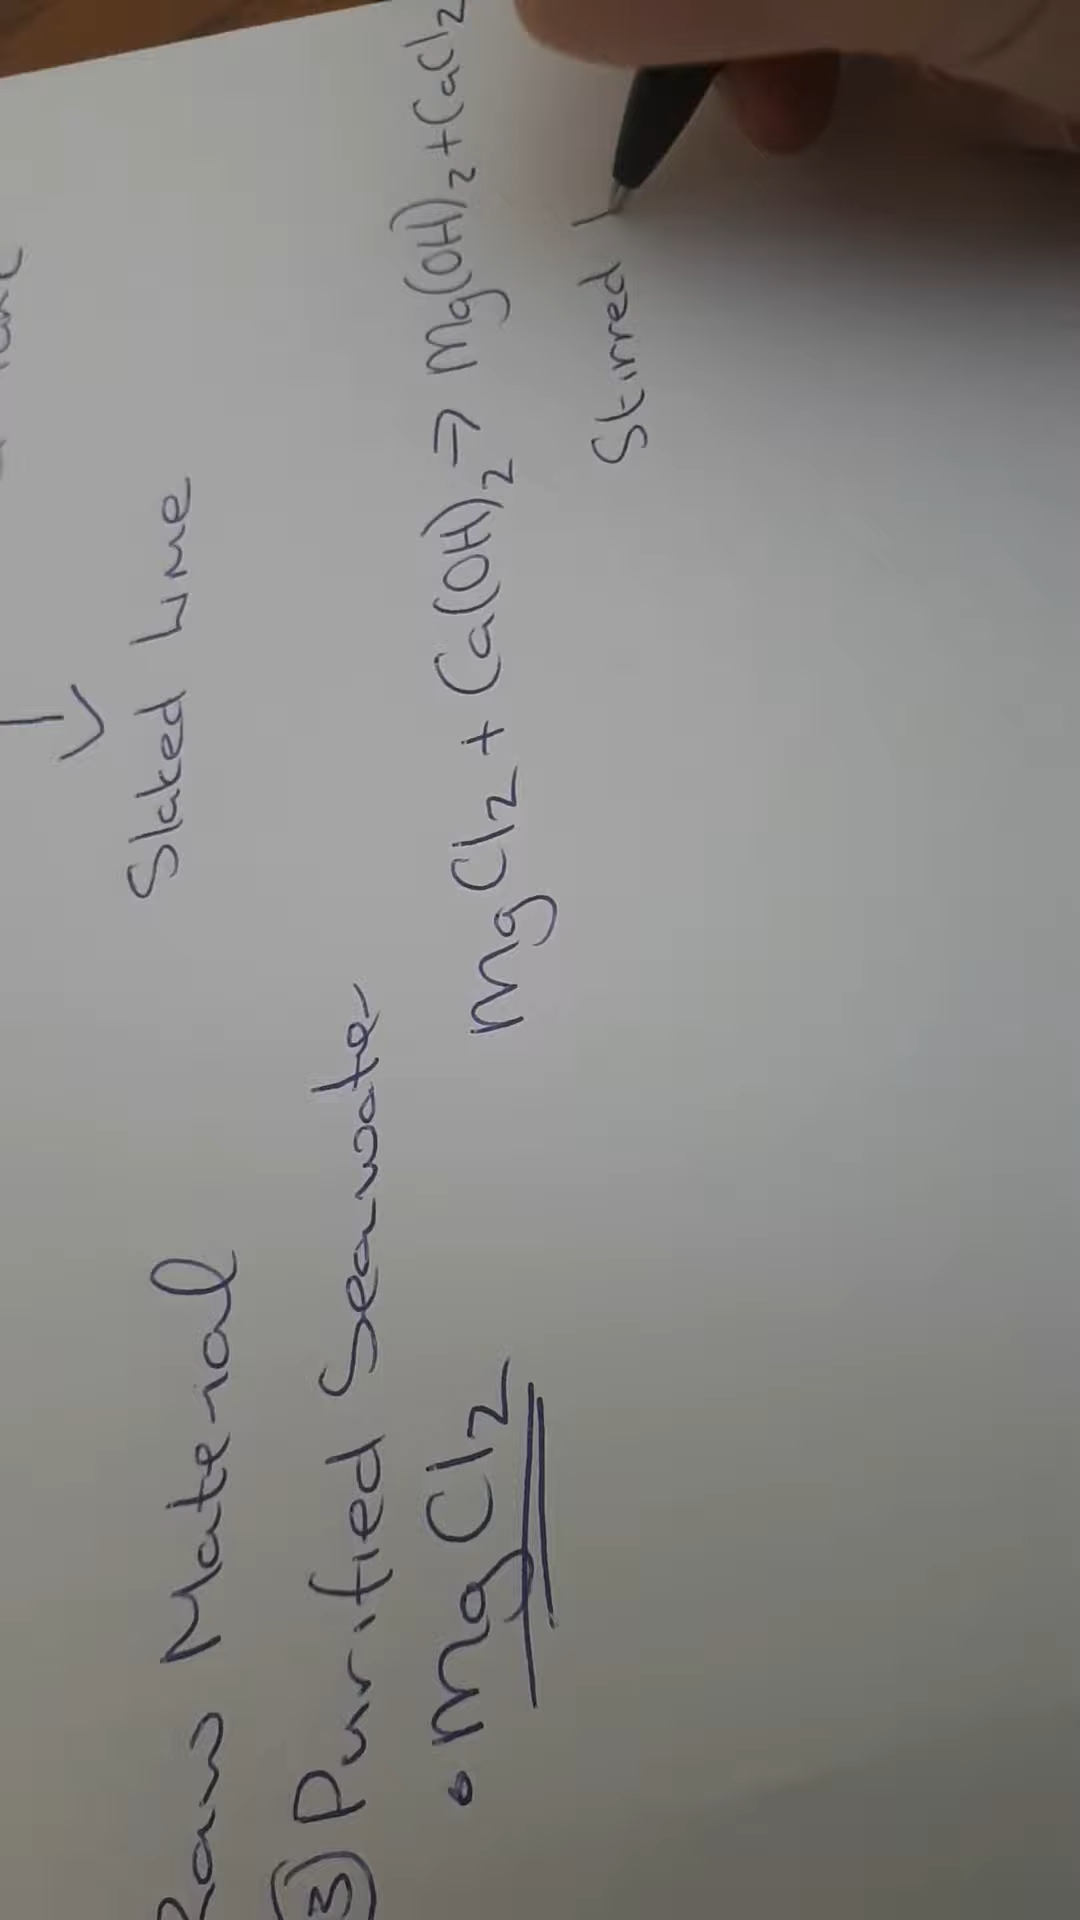 Slaked Lime
Raw Material
③ Purified Seawater
• MgCl2
MgCl2 + Ca(OH)2 → Mg(OH)2 + CaCl2
Stirred